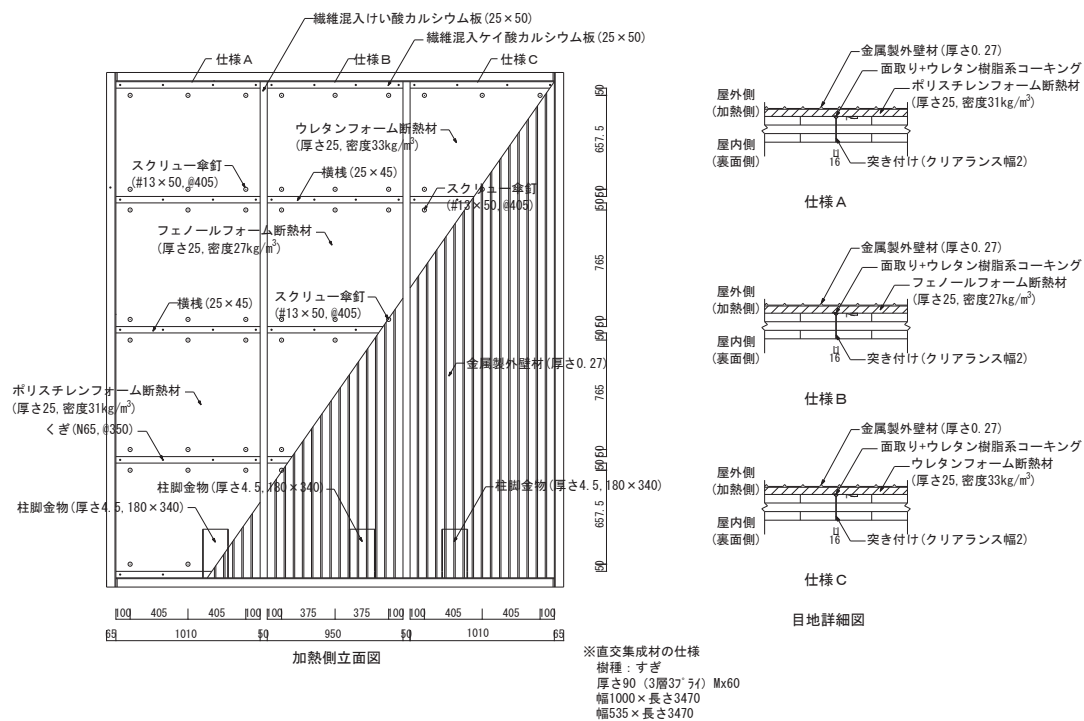 繊維混入けい酸カルシウム板(25×50)
繊維混入ケイ酸カルシウム板(25×50)
仕様A
仕様B
仕様C
ウレタンフォーム断熱材
(厚さ25, 密度33kg/m³)
スクリュー傘釘
(#13×50, @405)
横桟(25×45)
スクリュー傘釘
(#13×50, @405)
フェノールフォーム断熱材
(厚さ25, 密度27kg/m³)
横桟(25×45)
スクリュー傘釘
(#13×50, @405)
金属製外壁材(厚さ0.27)
ポリスチレンフォーム断熱材
(厚さ25, 密度31kg/m³)
くぎ(N65, @350)
柱脚金物(厚さ4.5, 180×340)
柱脚金物(厚さ4.5, 180×340)
柱脚金物(厚さ4.5, 180×340)
50
657.5
50
50
765
50
50
765
50
50
657.5
50
100 405 405 100 100 375 375 100 100 405 405 100
65 1010 50 950 50 1010 65
加熱側立面図
※直交集成材の仕様
樹種：すぎ
厚さ90 (3層3プライ) Mx60
幅1000×長さ3470
幅535×長さ3470
金属製外壁材(厚さ0.27)
面取り+ウレタン樹脂系コーキング
ポリスチレンフォーム断熱材
(厚さ25, 密度31kg/m³)
屋外側
(加熱側)
屋内側
(裏面側)
16
突き付け(クリアランス幅2)
仕様A
金属製外壁材(厚さ0.27)
面取り+ウレタン樹脂系コーキング
フェノールフォーム断熱材
(厚さ25, 密度27kg/m³)
屋外側
(加熱側)
屋内側
(裏面側)
16
突き付け(クリアランス幅2)
仕様B
金属製外壁材(厚さ0.27)
面取り+ウレタン樹脂系コーキング
ウレタンフォーム断熱材
(厚さ25, 密度33kg/m³)
屋外側
(加熱側)
屋内側
(裏面側)
16
突き付け(クリアランス幅2)
仕様C
目地詳細図